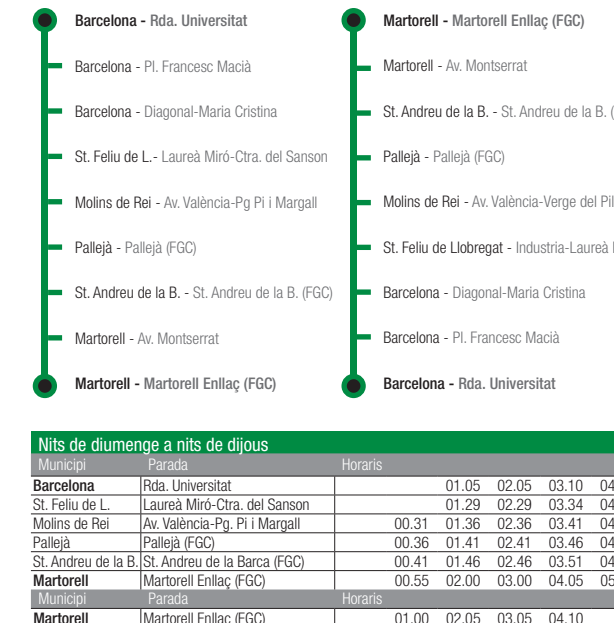 Barcelona - Rda. Universitat
Barcelona - Pl. Francesc Macià
Barcelona - Diagonal-Maria Cristina
St. Feliu de L.- Laureà Miró-Ctra. del Sanson
Molins de Rei - Av. València-Pg Pi i Margall
Pallejà - Pallejà (FGC)
St. Andreu de la B. - St. Andreu de la B. (FGC)
Martorell - Av. Montserrat
Martorell - Martorell Enllaç (FGC)
Martorell - Martorell Enllaç (FGC)
Martorell - Av. Montserrat
St. Andreu de la B. - St. Andreu de la B. (
Pallejà - Pallejà (FGC)
Molins de Rei - Av. València-Verge del Pil
St. Feliu de Llobregat - Industria-Laureà
Barcelona - Diagonal-Maria Cristina
Barcelona - Pl. Francesc Macià
Barcelona - Rda. Universitat
Nits de diumenge a nits de dijous
Municipi Parada Horaris
Barcelona Rda. Universitat 01.05 02.05 03.10 04
St. Feliu de L. Laureà Miró-Ctra. del Sanson 01.29 02.29 03.34 04
Molins de Rei Av. València-Pg. Pi i Margall 00.31 01.36 02.36 03.41 04
Pallejà Pallejà (FGC) 00.36 01.41 02.41 03.46 04
St. Andreu de la B. St. Andreu de la Barca (FGC) 00.41 01.46 02.46 03.51 04
Martorell Martorell Enllaç (FGC) 00.55 02.00 03.00 04.05 05
Municipi Parada Horaris
Martorell Martorell Enllaç (FGC) 01.00 02.05 03.05 04.10